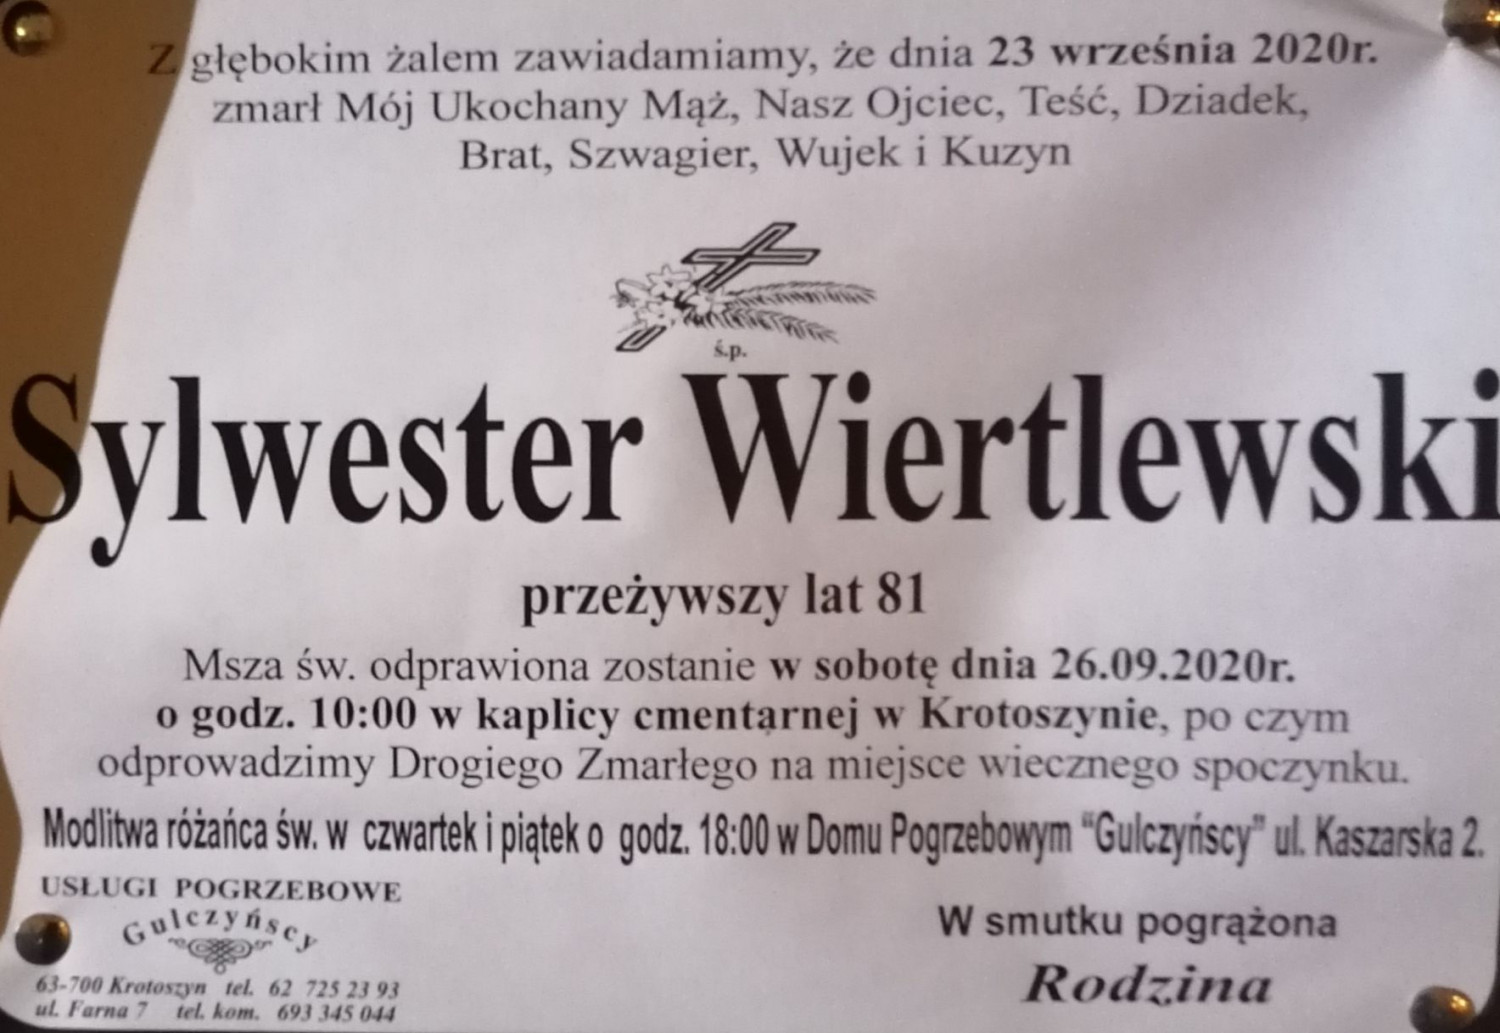 Z głębokim żalem zawiadamiamy, że dnia 23 września 2020r.
zmarł Mój Ukochany Mąż, Nasz Ojciec, Teść, Dziadek,
Brat, Szwagier, Wujek i Kuzyn
ś.p.
Sylwester Wiertlewski
przeżywszy lat 81
Msza św. odprawiona zostanie w sobotę dnia 26.09.2020r.
o godz. 10:00 w kaplicy cmentarnej w Krotoszynie, po czym
odprowadzimy Drogiego Zmarłego na miejsce wiecznego spoczynku.
Modlitwa różańca św. w czwartek i piątek o godz. 18:00 w Domu Pogrzebowym "Gulczyńscy" ul. Kaszarska 2.
USŁUGI POGRZEBOWE
Gulczyńscy
63-700 Krotoszyn tel. 62 725 23 93
ul. Farna 7 tel. kom. 693 345 044
W smutku pogrążona
Rodzina